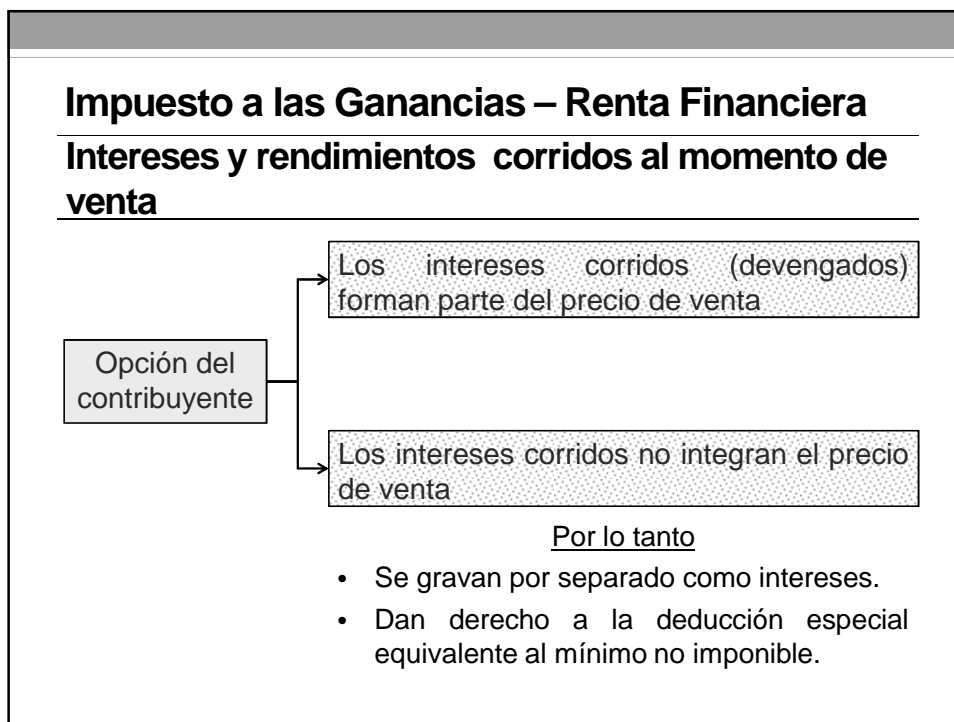 Impuesto a las Ganancias – Renta Financiera
Intereses y rendimientos corridos al momento de
venta
Los intereses corridos (devengados)
forman parte del precio de venta
Opción del
contribuyente
Los intereses corridos no integran el precio
de venta
Por lo tanto
• Se gravan por separado como intereses.
• Dan derecho a la deducción especial
equivalente al mínimo no imponible.